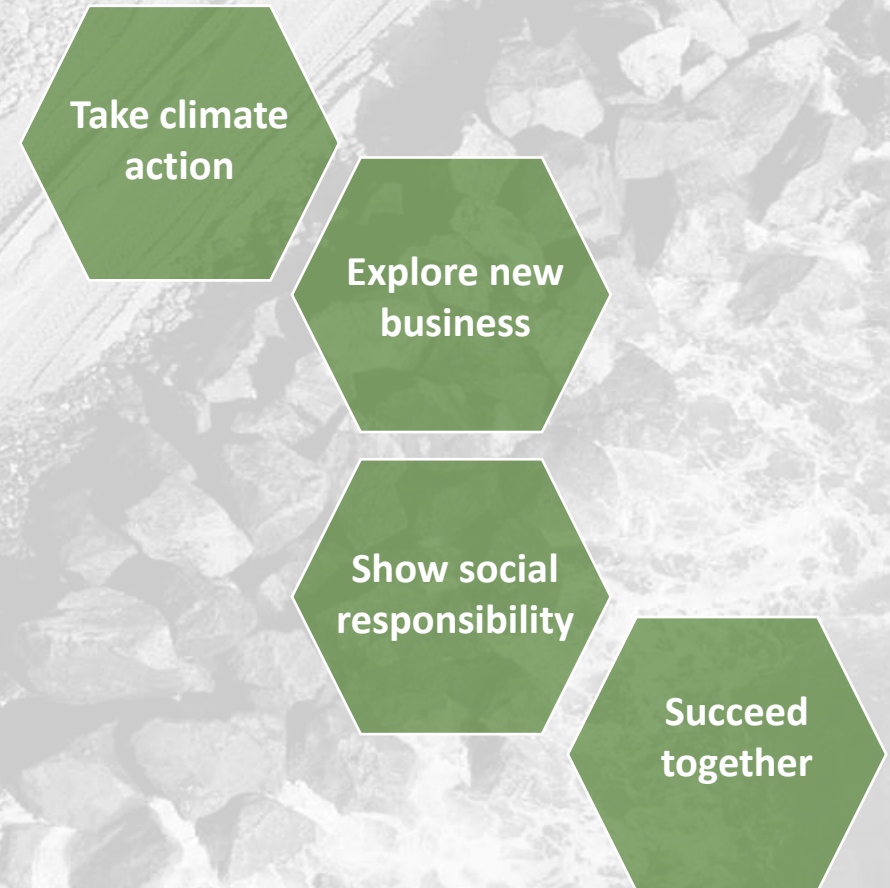 Take climate
action
Explore new
business
Show social
responsibility
Succeed
together